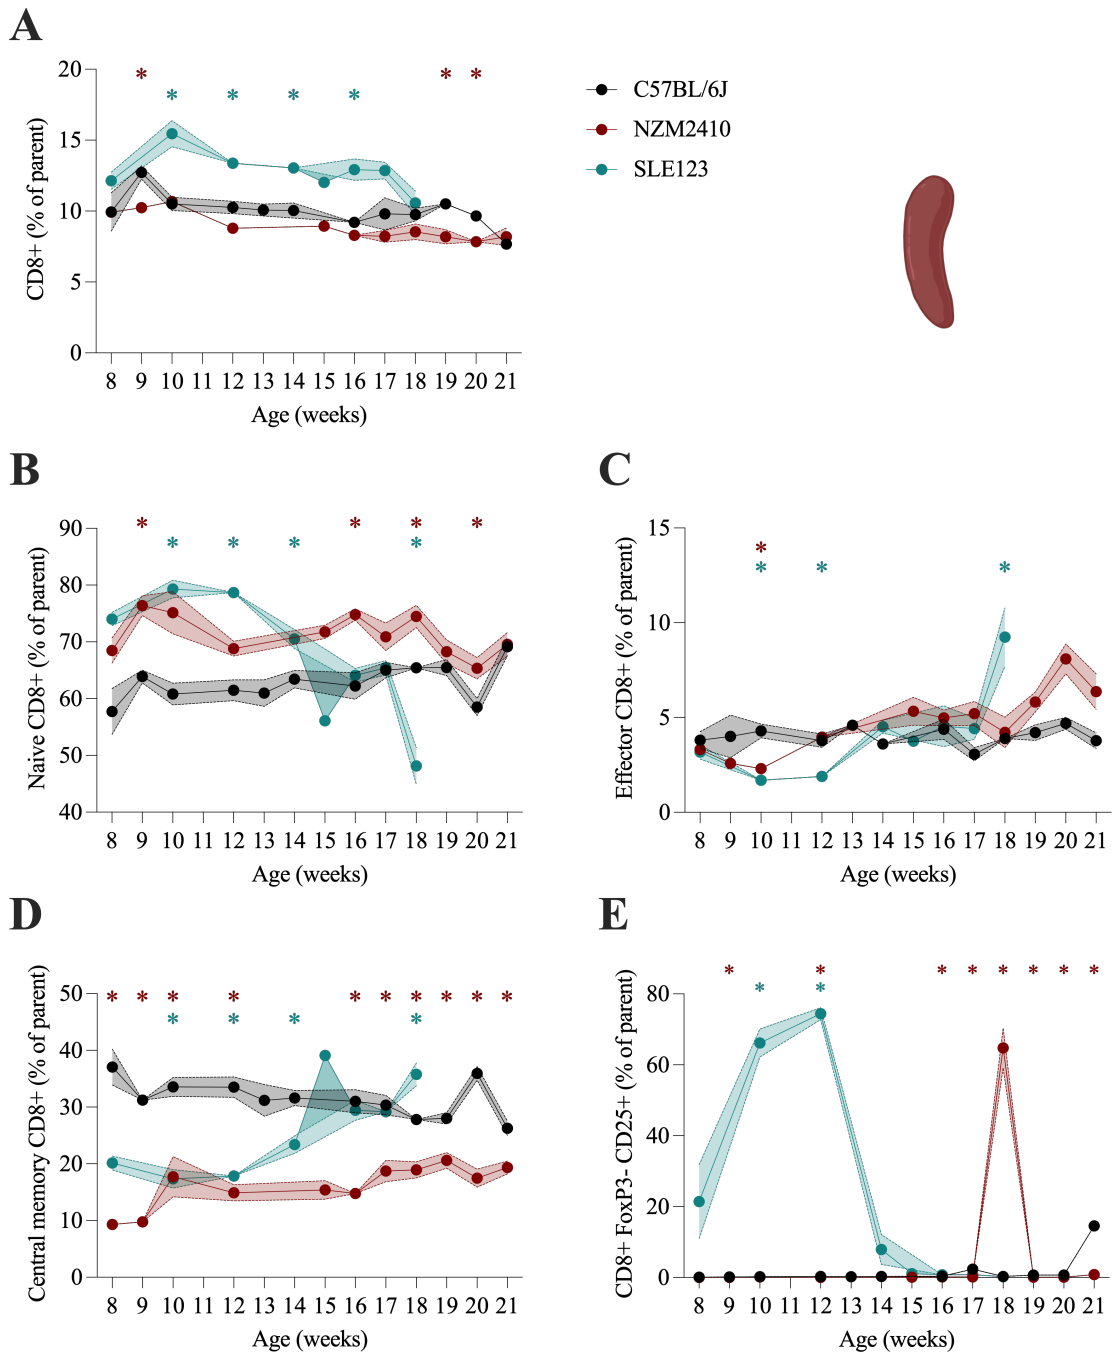 A
* * *
* * * *
20
15
10
5
0
CD8+ (% of parent)
8 9 10 11 12 13 14 15 16 17 18 19 20 21
Age (weeks)
C57BL/6J
NZM2410
SLE123
B
* * * *
* * * *
90
80
70
60
50
40
Naive CD8+ (% of parent)
8 9 10 11 12 13 14 15 16 17 18 19 20 21
Age (weeks)
C
*
* * *
15
10
5
0
Effector CD8+ (% of parent)
8 9 10 11 12 13 14 15 16 17 18 19 20 21
Age (weeks)
D
* * * * * * * * * *
* * * *
50
40
30
20
10
0
Central memory CD8+ (% of parent)
8 9 10 11 12 13 14 15 16 17 18 19 20 21
Age (weeks)
E
* * * * * * * *
* *
80
60
40
20
0
CD8+ FoxP3- CD25+ (% of parent)
8 9 10 11 12 13 14 15 16 17 18 19 20 21
Age (weeks)